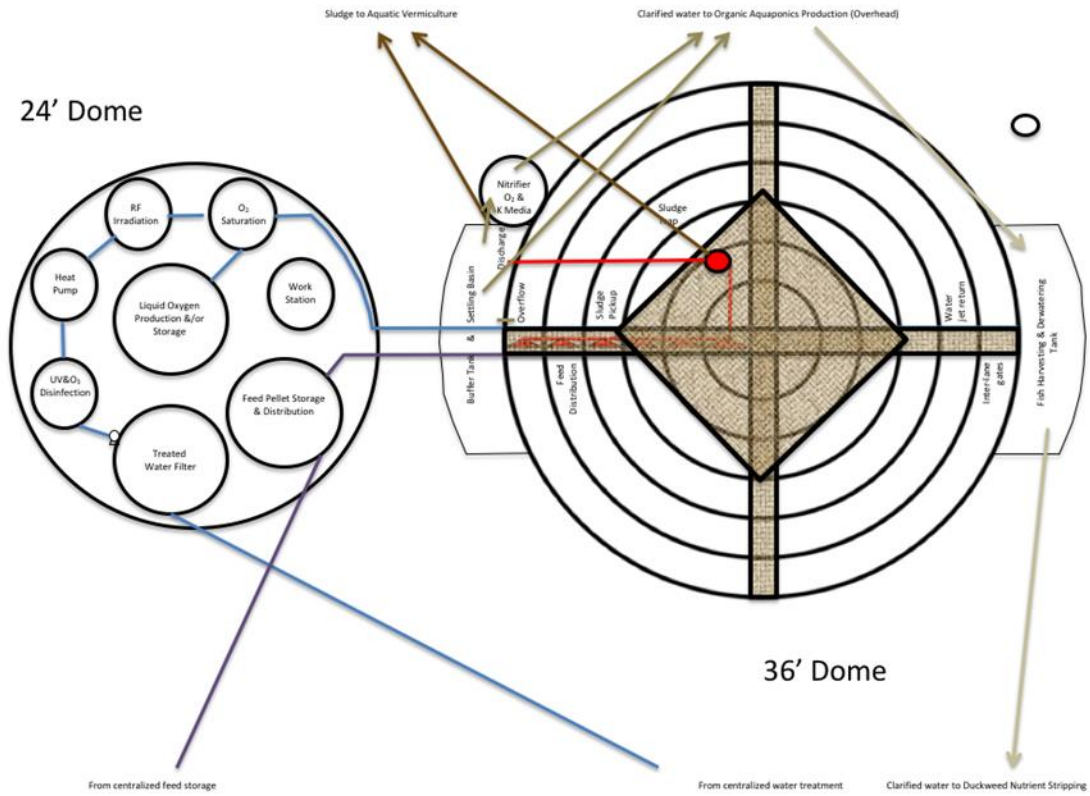 Sludge to Aquatic Vermiculture
Clarified water to Organic Aquaponics Production (Overhead)
24’ Dome
RF
Irradiation
O₂
Saturation
Nitrifier
O₂ &
K Media
Sludge
Heat
Pump
Liquid Oxygen
Production &/or
Storage
Work
Station
Discharge
Buffer Tank & Settling Basin
Overflow
Sludge
Pickup
Water
jet return
Fish Harvesting & Dewatering
Tank
UV&O₃
Disinfection
Feed Pellet Storage
& Distribution
Feed
Distribution
Inter-lane
gates
Treated
Water Filter
36’ Dome
From centralized feed storage
From centralized water treatment
Clarified water to Duckweed Nutrient Stripping